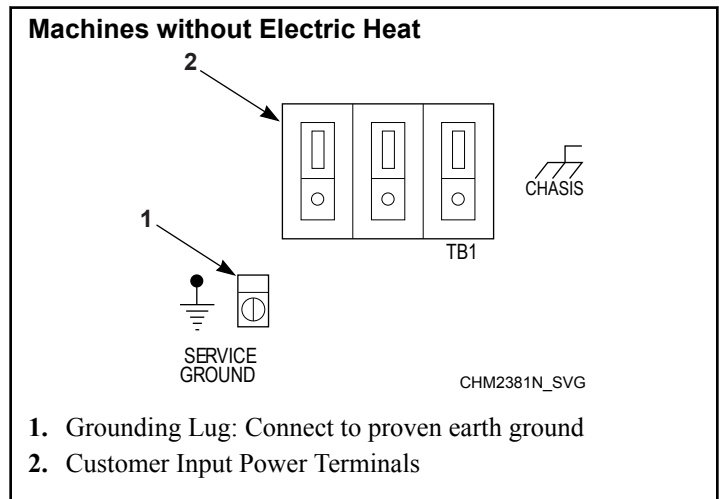 Machines without Electric Heat
2
CHASIS
1
TB1
SERVICE
GROUND
CHM2381N_SVG
1. Grounding Lug: Connect to proven earth ground
2. Customer Input Power Terminals